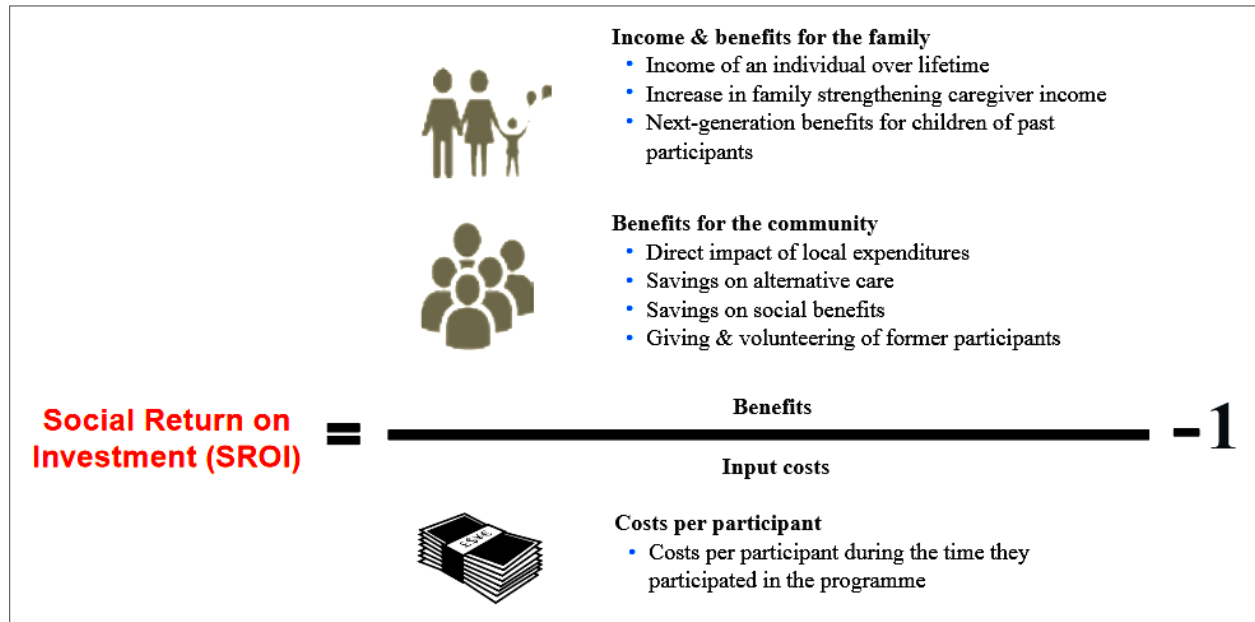 Income & benefits for the family
• Income of an individual over lifetime
• Increase in family strengthening caregiver income
• Next-generation benefits for children of past
participants
Benefits for the community
• Direct impact of local expenditures
• Savings on alternative care
• Savings on social benefits
• Giving & volunteering of former participants
Social Return on
Investment (SROI)
=
Benefits
Input costs
-1
Costs per participant
• Costs per participant during the time they
participated in the programme